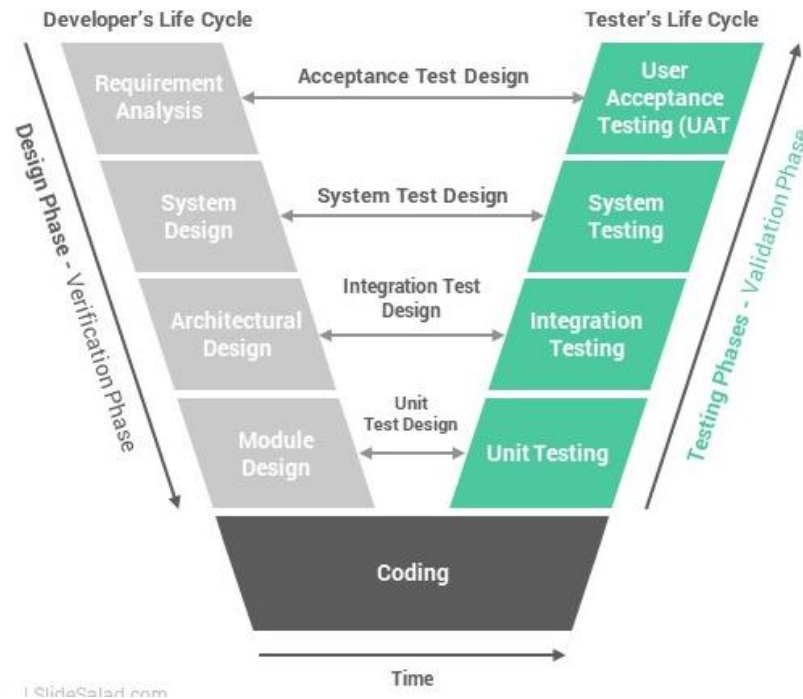 Developer's Life Cycle
Tester's Life Cycle
Requirement
Analysis
Acceptance Test Design
User
Acceptance
Testing (UAT
Design Phase - Verification Phase
System
Design
System Test Design
System
Testing
Testing Phases - Validation Phase
Architectural
Design
Integration Test
Design
Integration
Testing
Module
Design
Unit
Test Design
Unit Testing
Coding
Time
SlideSalad.com